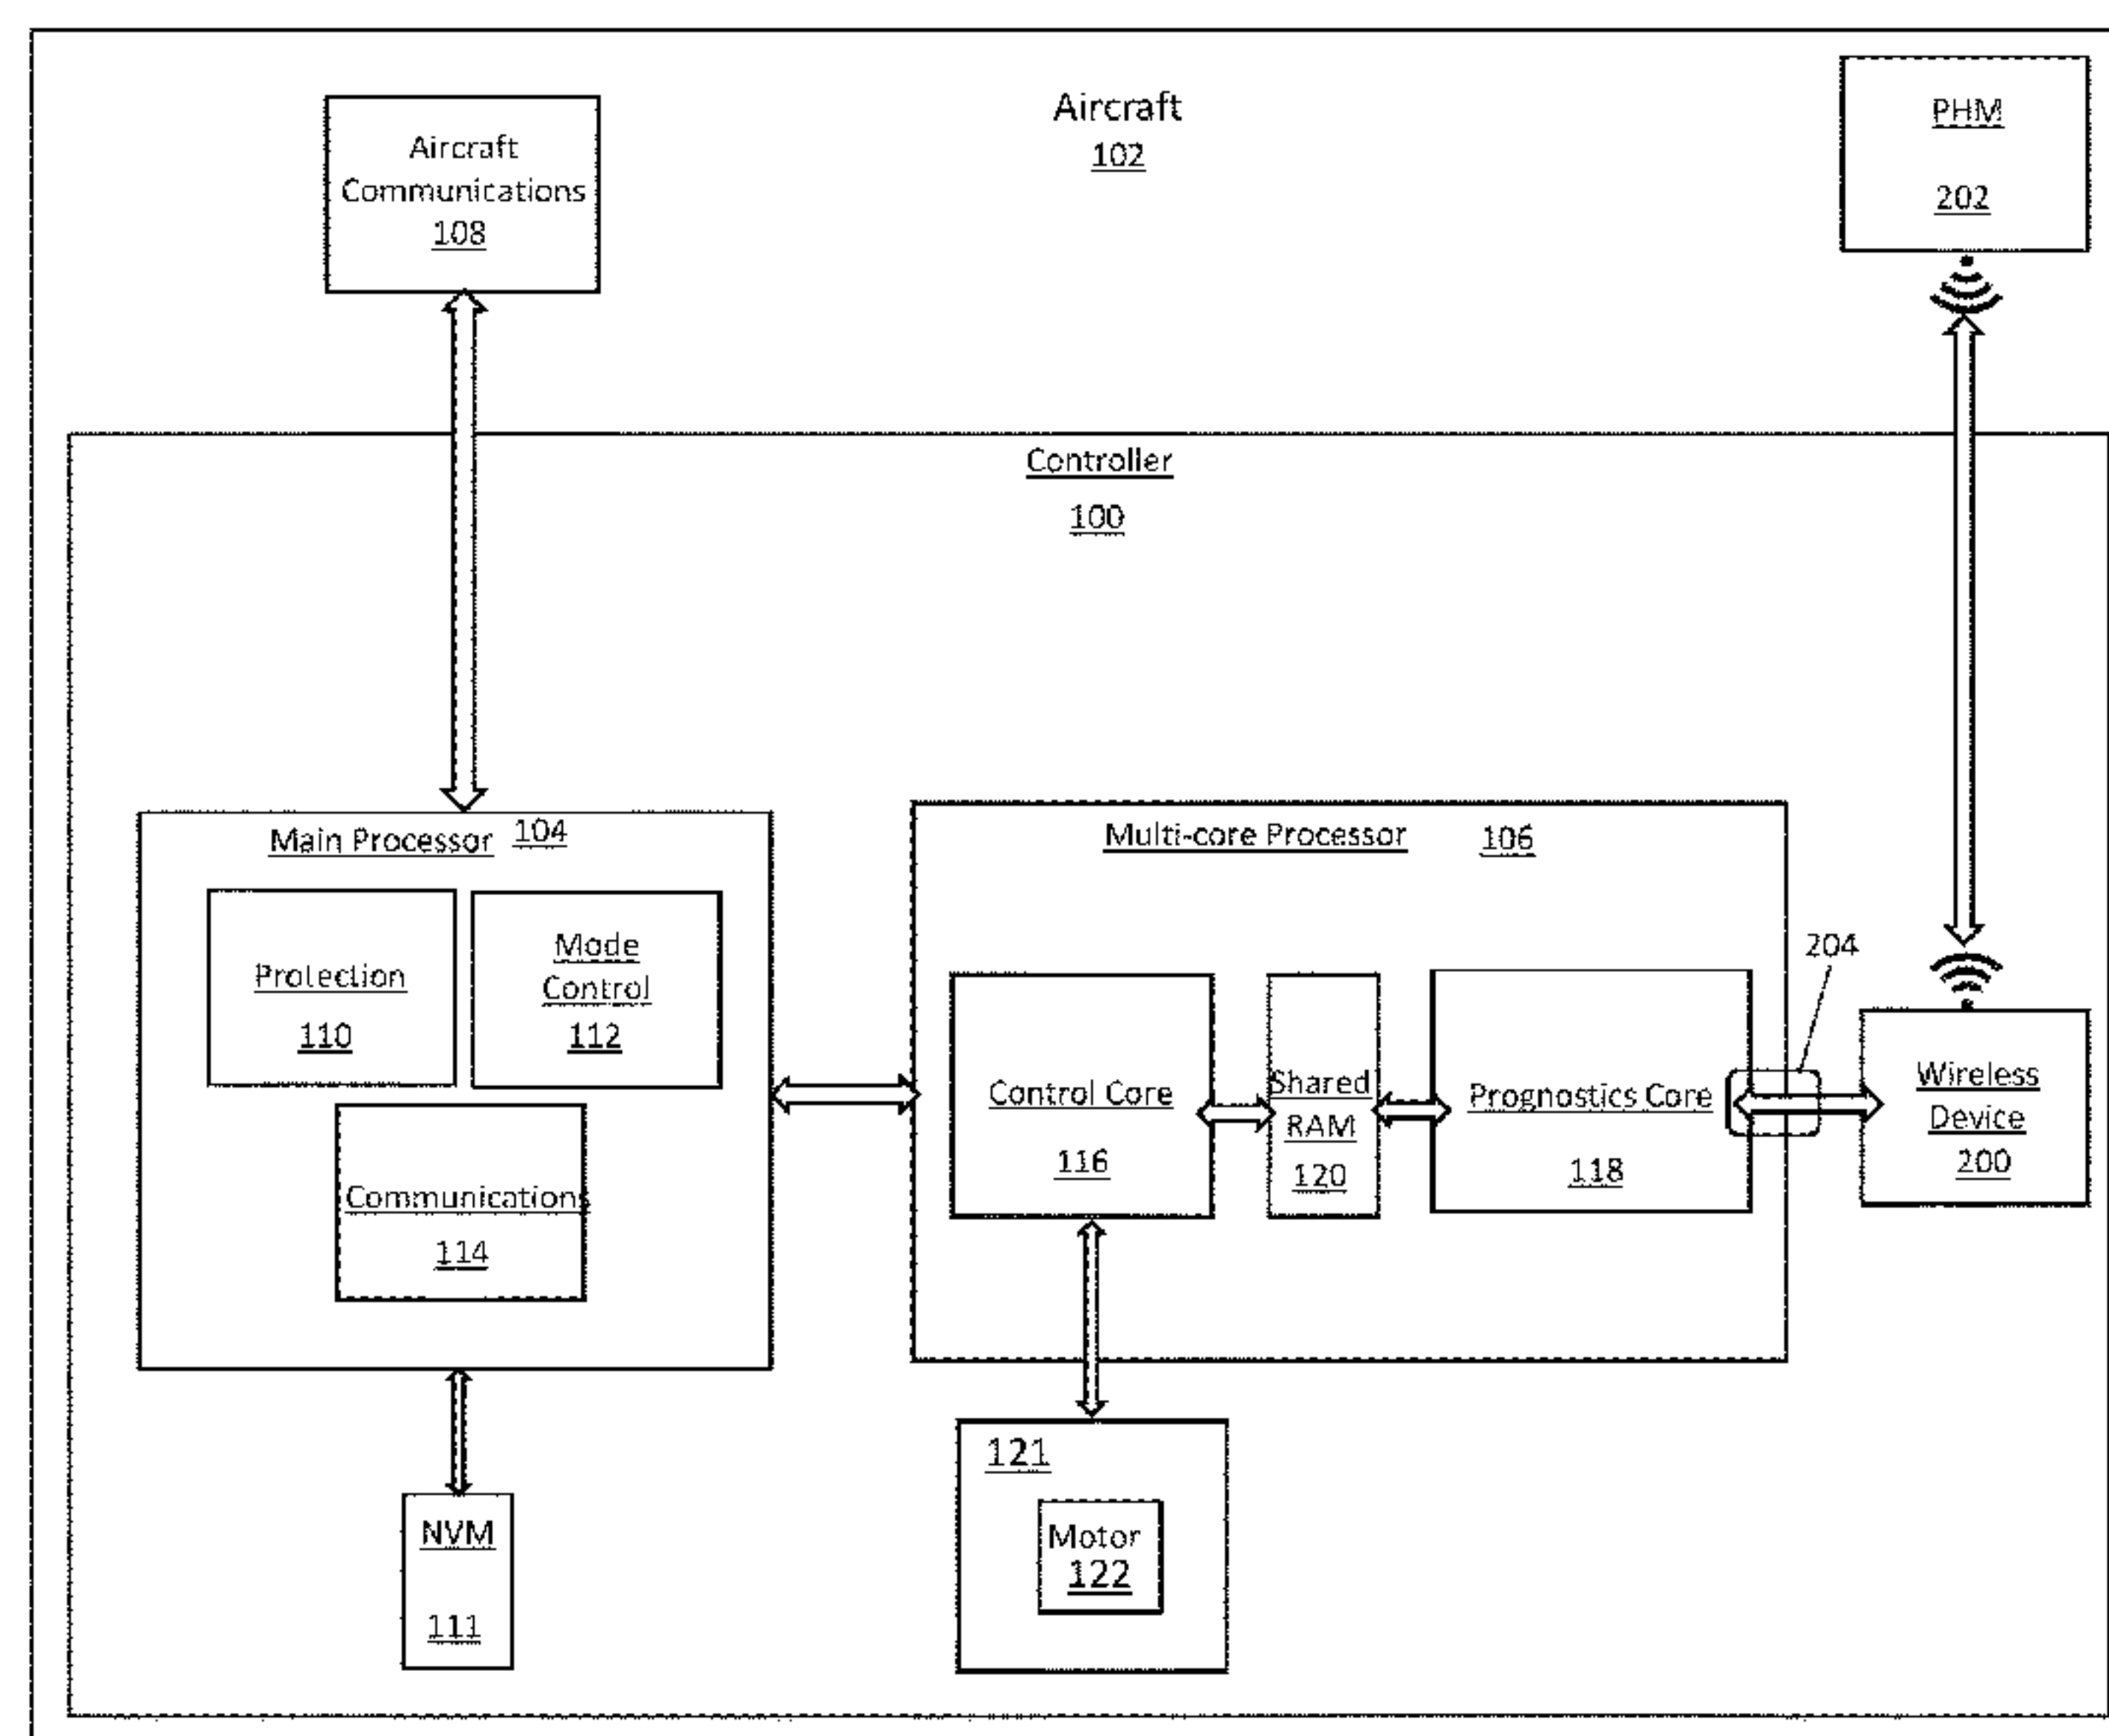 Aircraft
102
Aircraft
Communications
108
PHM
202
Controller
100
Main Processor 104
Protection
110
Mode
Control
112
Communications
114
Multi-core Processor 106
Control Core
116
Shared
RAM
120
Prognostics Core
118
204
Wireless
Device
200
NVM
111
121
Motor
122